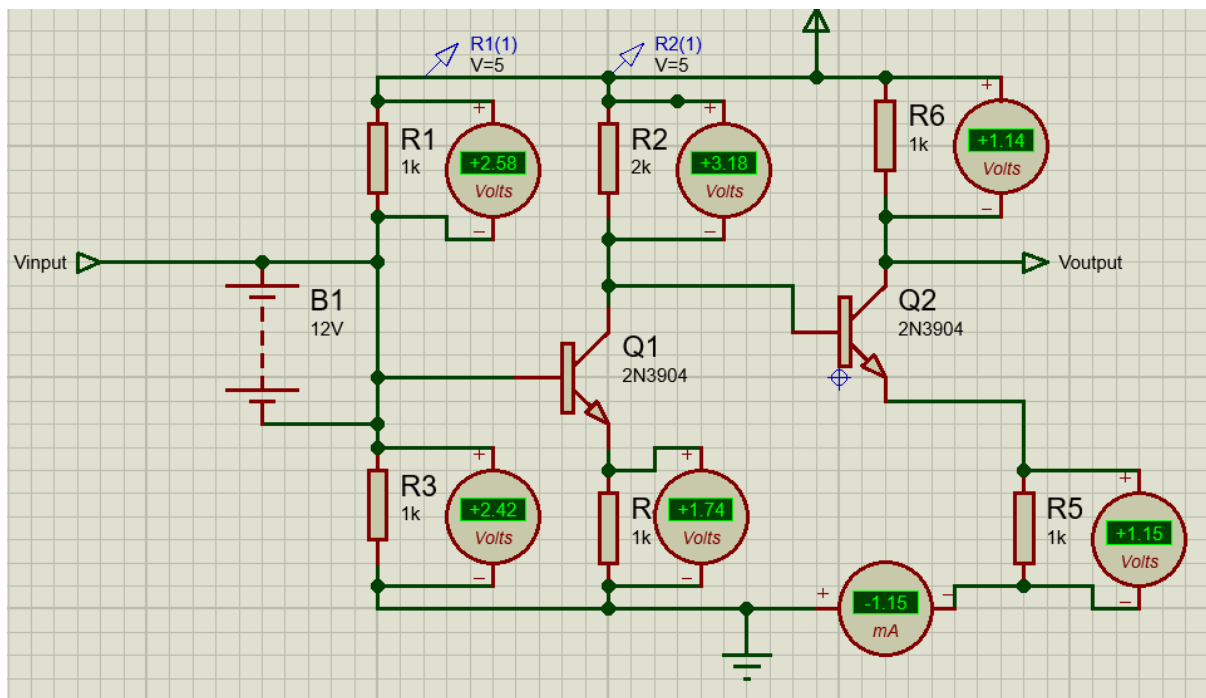 R1(1)
V=5
R2(1)
V=5
R1
1k
+
+2.58
Volts
−
R2
2k
+
+3.18
Volts
−
R6
1k
+
+1.14
Volts
−
Vinput
B1
12V
Voutput
Q1
2N3904
Q2
2N3904
R3
1k
+
+2.42
Volts
−
R
1k
+
+1.74
Volts
−
R5
1k
+
+1.15
Volts
−
+
-1.15
mA
−